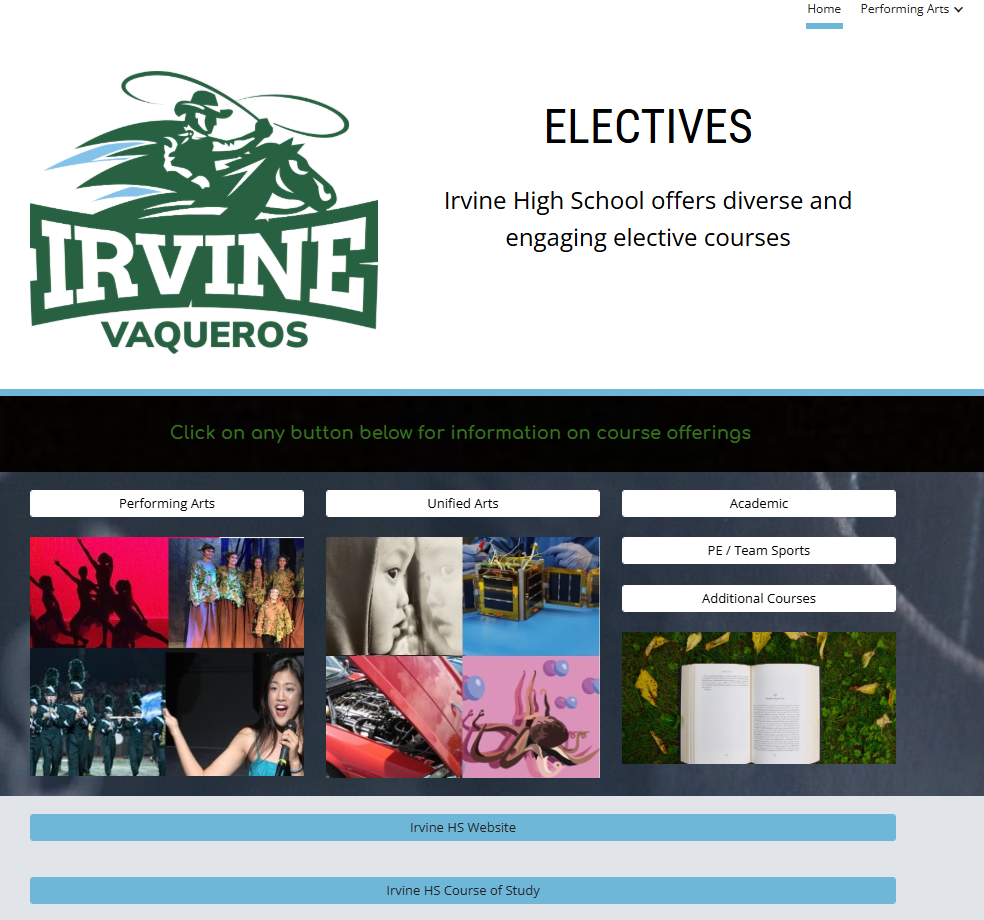 Home Performing Arts
ELECTIVES
Irvine High School offers diverse and
engaging elective courses
IRVINE
VAQUEROS
Click on any button below for information on course offerings
Performing Arts
Unified Arts
Academic
PE / Team Sports
Additional Courses
Irvine HS Website
Irvine HS Course of Study